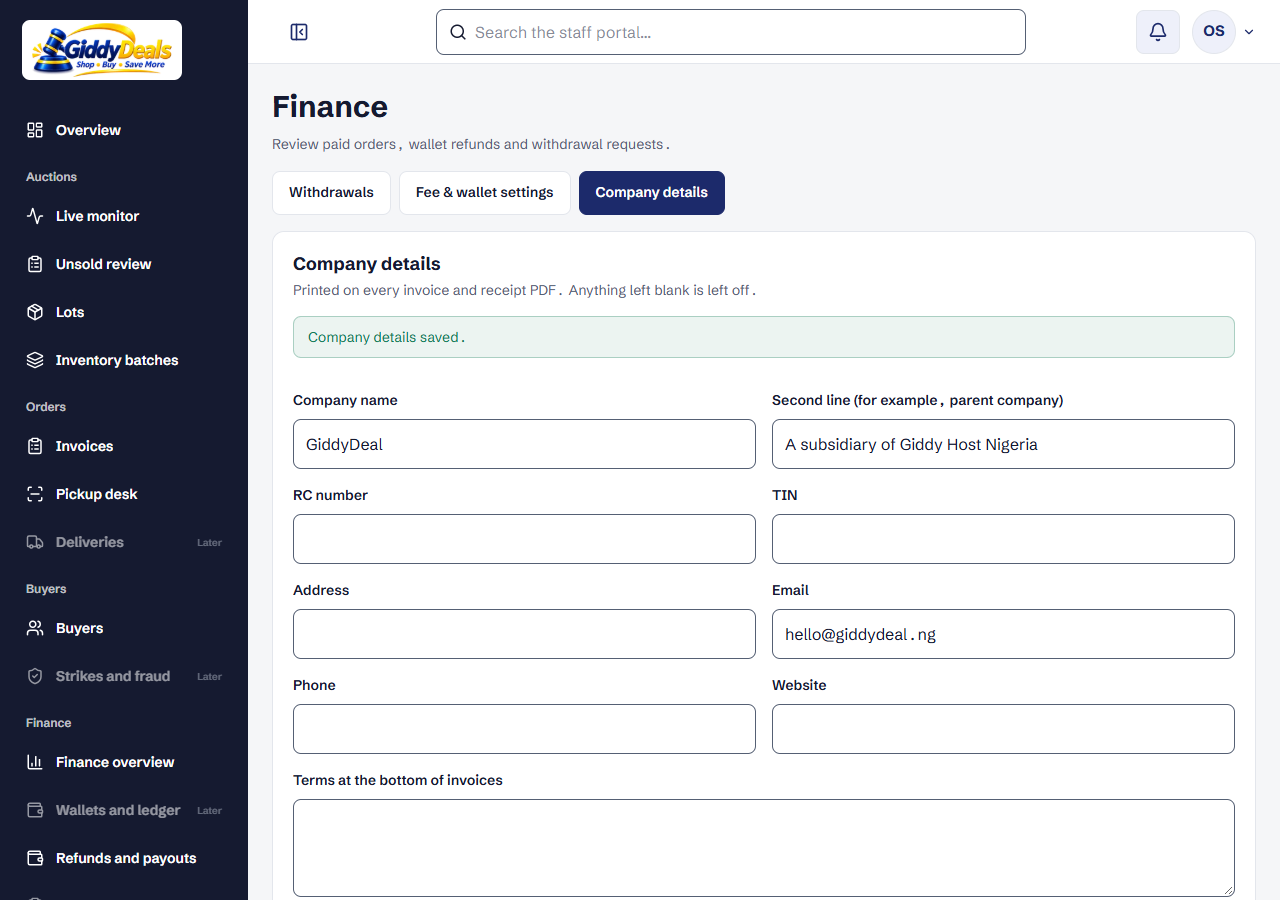 GiddyDeals
Shop • Buy • Save More
Search the staff portal...
OS
Overview
Auctions
Live monitor
Unsold review
Lots
Inventory batches
Orders
Invoices
Pickup desk
Deliveries Later
Buyers
Buyers
Strikes and fraud Later
Finance
Finance overview
Wallets and ledger Later
Refunds and payouts
Finance
Review paid orders, wallet refunds and withdrawal requests.
Withdrawals Fee & wallet settings Company details
Company details
Printed on every invoice and receipt PDF. Anything left blank is left off.
Company details saved.
Company name Second line (for example, parent company)
GiddyDeal A subsidiary of Giddy Host Nigeria
RC number TIN
Address Email
hello@giddydeal.ng
Phone Website
Terms at the bottom of invoices